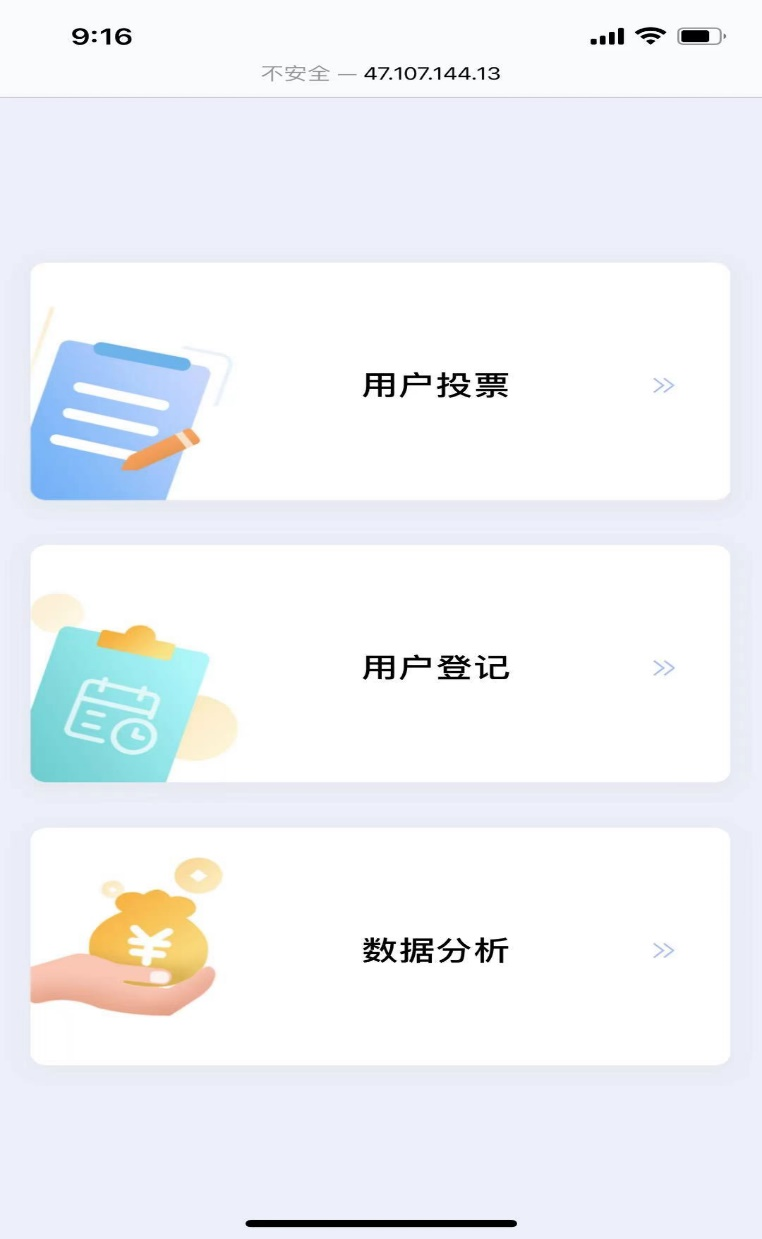 9:16
不安全 — 47.107.144.13
用户投票
用户登记
¥
数据分析